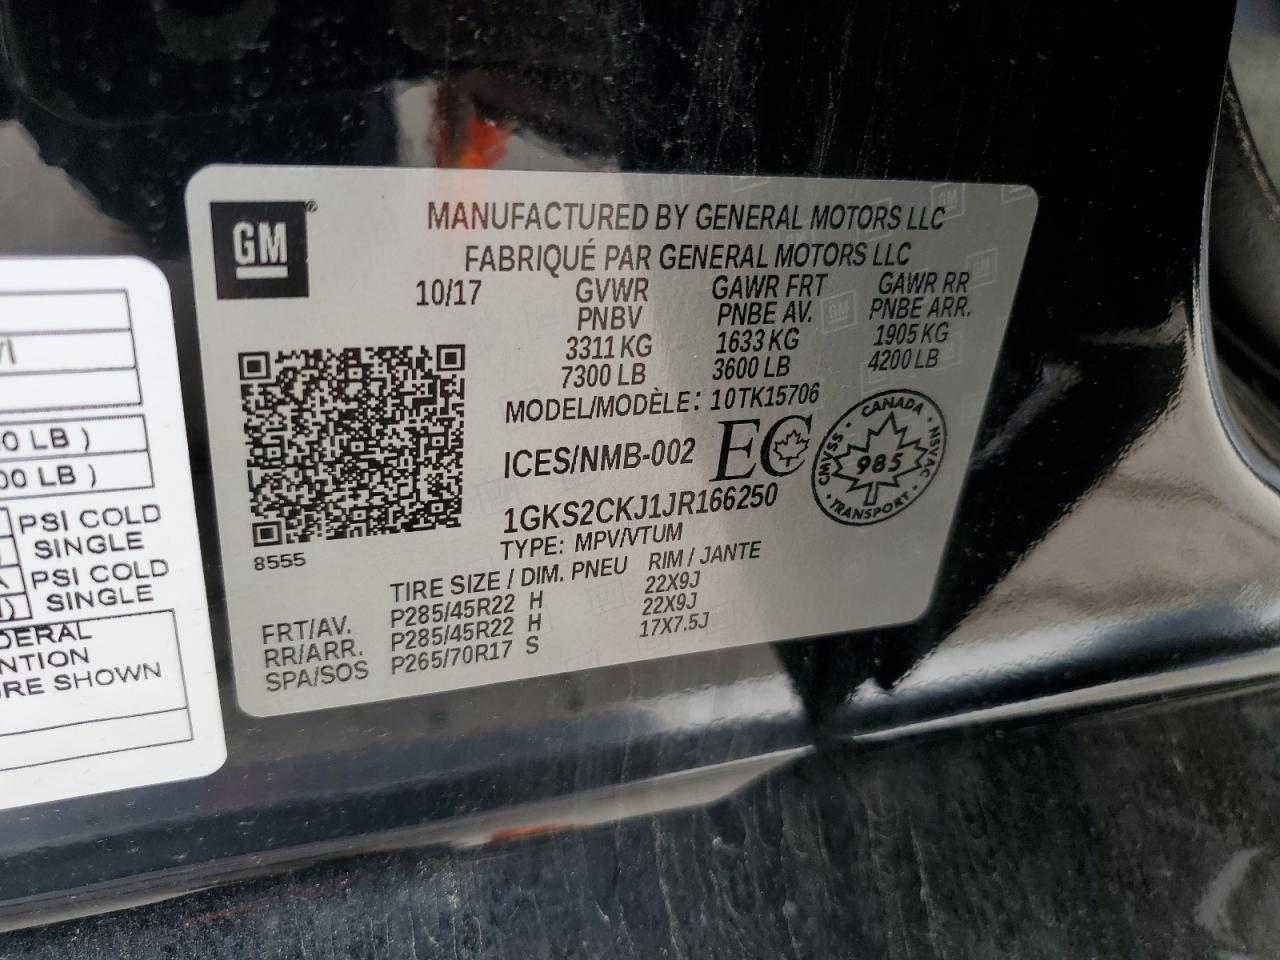 GM®
MANUFACTURED BY GENERAL MOTORS LLC
FABRIQUÉ PAR GENERAL MOTORS LLC
10/17
GVWR GAWR FRT GAWR RR
PNBV PNBE AV. PNBE ARR.
3311 KG 1633 KG 1905 KG
7300 LB 3600 LB 4200 LB
MODEL/MODÈLE: 10TK15706
ICES/NMB-002 EC
CANADA
CMVSS 985 NSVAC
TRANSPORT
1GKS2CKJ1JR166250
TYPE: MPV/VTUM
8555
TIRE SIZE / DIM. PNEU RIM / JANTE
FRT/AV. P285/45R22 H 22X9J
RR/ARR. P285/45R22 H 22X9J
SPA/SOS P265/70R17 S 17X7.5J
0 LB )
00 LB )
PSI COLD
SINGLE
PSI COLD
SINGLE
DERAL
NTION
URE SHOWN